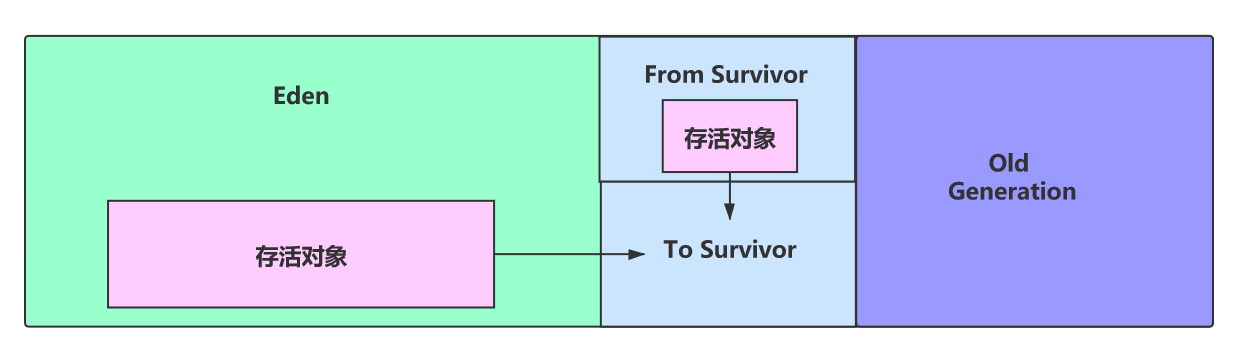 Eden
From Survivor
存活对象
Old
Generation
To Survivor
存活对象